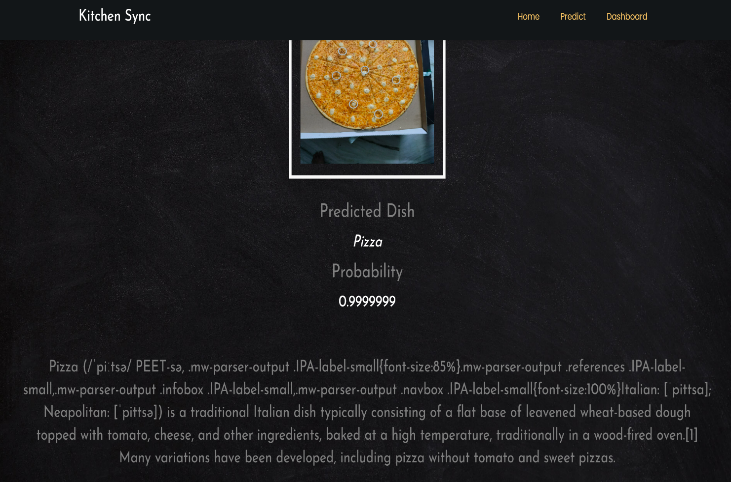 Kitchen Sync
Home Predict Dashboard
Predicted Dish
Pizza
Probability
0.9999999
Pizza (/ˈpiːtsə/ PEET-sə, .mw-parser-output .IPA-label-small{font-size:85%}.mw-parser-output .references .IPA-label-
small,.mw-parser-output .infobox .IPA-label-small,.mw-parser-output .navbox .IPA-label-small{font-size:100%}Italian: [ˈpittsa];
Neapolitan: [ˈpittsə]) is a traditional Italian dish typically consisting of a flat base of leavened wheat-based dough
topped with tomato, cheese, and other ingredients, baked at a high temperature, traditionally in a wood-fired oven.[1]
Many variations have been developed, including pizza without tomato and sweet pizzas.